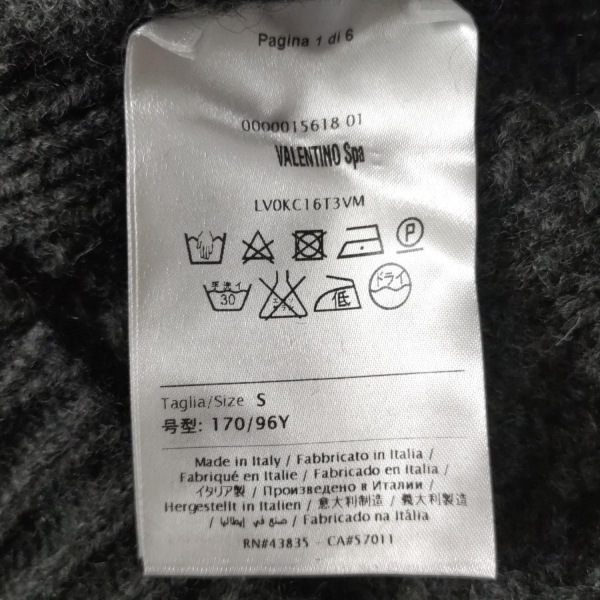 Pagina 1 di 6
0000015618 01
VALENTINO Spa
LV0KC16T3VM
P
手洗イ 30
低
ドライ
Taglia/Size S
号型: 170/96Y
Made in Italy / Fabbricato in Italia /
Fabriqué en Italie / Fabricado en Italia /
イタリア製 / Произведено в Италии /
Hergestellt in Italien / 意大利制造 / 義大利製造
/ صنع في إيطاليا / Fabricado na Itália
RN#43835 - CA#57011